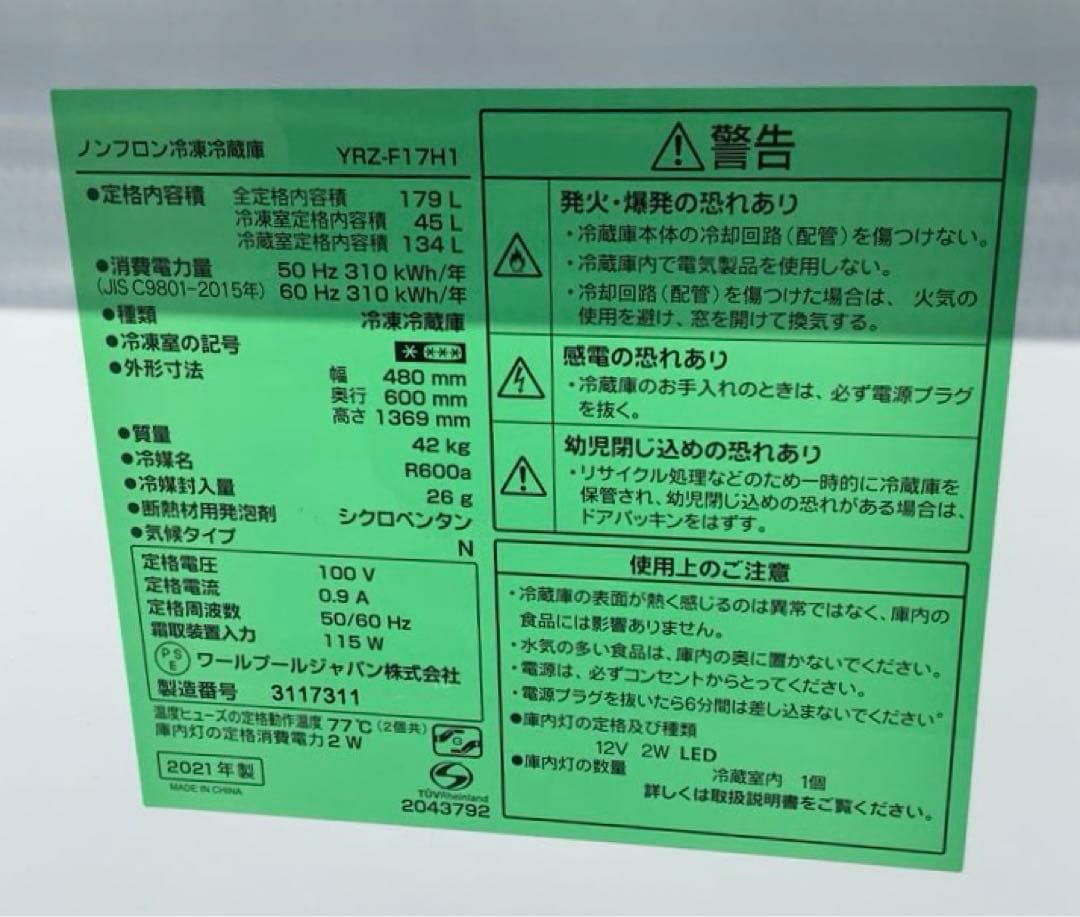 ノンフロン冷凍冷蔵庫 YRZ-F17H1
●定格内容積 全定格内容積 179 L
冷凍室定格内容積 45 L
冷蔵室定格内容積 134 L
●消費電力量 50 Hz 310 kWh/年
(JIS C9801-2015年) 60 Hz 310 kWh/年
●種類 冷凍冷蔵庫
●冷凍室の記号 * ***
●外形寸法 幅 480 mm
奥行 600 mm
高さ 1369 mm
●質量 42 kg
●冷媒名 R600a
●冷媒封入量 26 g
●断熱材用発泡剤 シクロペンタン
●気候タイプ N
定格電圧 100 V
定格電流 0.9 A
定格周波数 50/60 Hz
霜取装置入力 115 W
PSE ワールプールジャパン株式会社
製造番号 3117311
温度ヒューズの定格動作温度 77℃(2個共)
庫内灯の定格消費電力 2 W
G
2021年製
MADE IN CHINA
TÜVRheinland
2043792
警告
発火・爆発の恐れあり
・冷蔵庫本体の冷却回路(配管)を傷つけない。
・冷蔵庫内で電気製品を使用しない。
・冷却回路(配管)を傷つけた場合は、火気の
使用を避け、窓を開けて換気する。
感電の恐れあり
・冷蔵庫のお手入れのときは、必ず電源プラグ
を抜く。
幼児閉じ込めの恐れあり
・リサイクル処理などのため一時的に冷蔵庫を
保管され、幼児閉じ込めの恐れがある場合は、
ドアパッキンをはずす。
使用上のご注意
・冷蔵庫の表面が熱く感じるのは異常ではなく、庫内の
食品には影響ありません。
・水気の多い食品は、庫内の奥に置かないでください。
・電源は、必ずコンセントからとってください。
・電源プラグを抜いたら6分間は差し込まないでください。
●庫内灯の定格及び種類
12V 2W LED
●庫内灯の数量 冷蔵室内 1個
詳しくは取扱説明書をご覧ください。